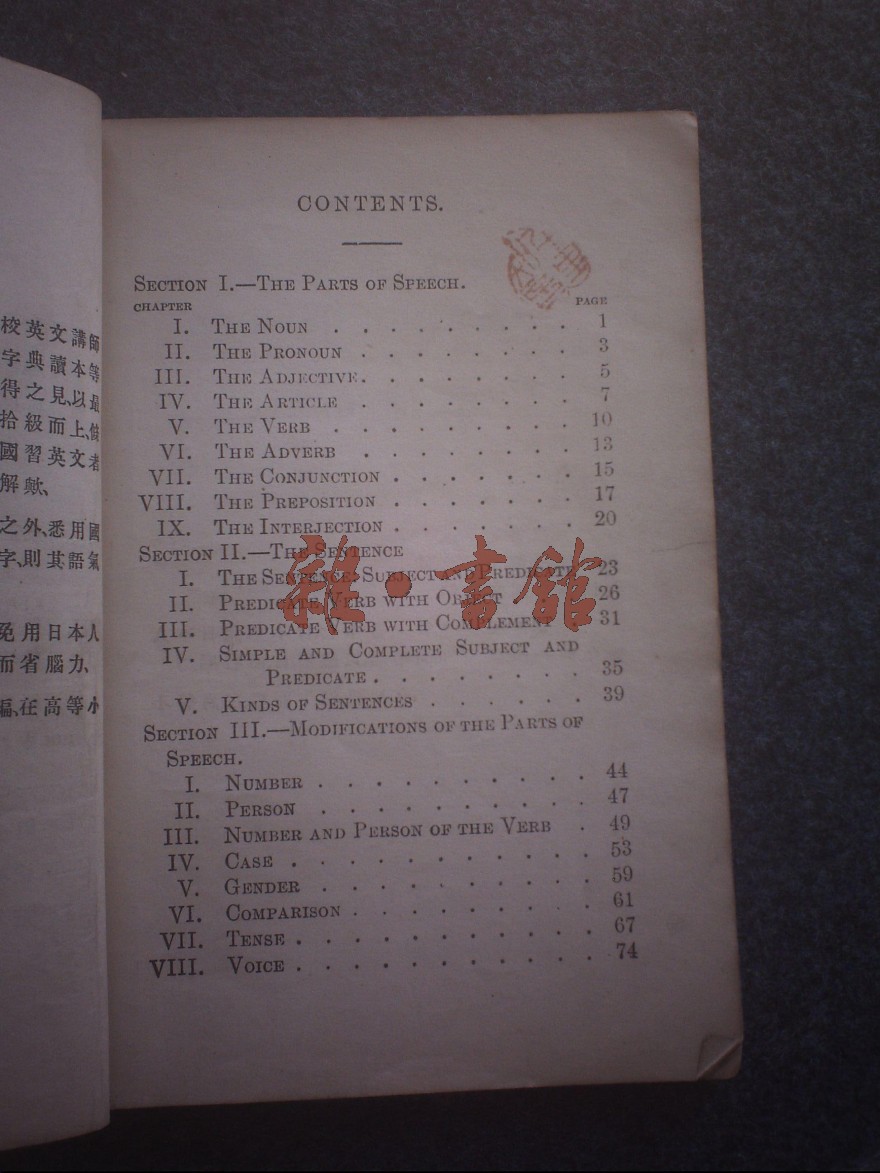 校英文講師
字典讀本等
得之見、以最
拾級而上、
國習英文者
解歟、
之外、悉用國
字、則其語氣
免用日本人
而省腦力、
編、在高等小
CONTENTS.
SECTION I.—THE PARTS OF SPEECH.
CHAPTER PAGE
I. THE NOUN . . . . . . . . . 1
II. THE PRONOUN . . . . . . . . 3
III. THE ADJECTIVE. . . . . . . . 5
IV. THE ARTICLE . . . . . . . . 7
V. THE VERB . . . . . . . . . 10
VI. THE ADVERB . . . . . . . . 13
VII. THE CONJUNCTION . . . . . . . 15
VIII. THE PREPOSITION . . . . . . . 17
IX. THE INTERJECTION . . . . . . . 20
SECTION II.—THE SENTENCE
I. THE SENTENCE: SUBJECT AND PREDICATE 23
II. PREDICATE VERB WITH OBJECT 26
III. PREDICATE VERB WITH COMPLEMENT 31
IV. SIMPLE AND COMPLETE SUBJECT AND
PREDICATE . . . . . . . . 35
V. KINDS OF SENTENCES . . . . . . 39
SECTION III.—MODIFICATIONS OF THE PARTS OF
SPEECH.
I. NUMBER . . . . . . . . . . 44
II. PERSON . . . . . . . . . . 47
III. NUMBER AND PERSON OF THE VERB . 49
IV. CASE . . . . . . . . . . . 53
V. GENDER . . . . . . . . . . 59
VI. COMPARISON . . . . . . . . . 61
VII. TENSE . . . . . . . . . . . 67
VIII. VOICE . . . . . . . . . . . 74
雜·書館